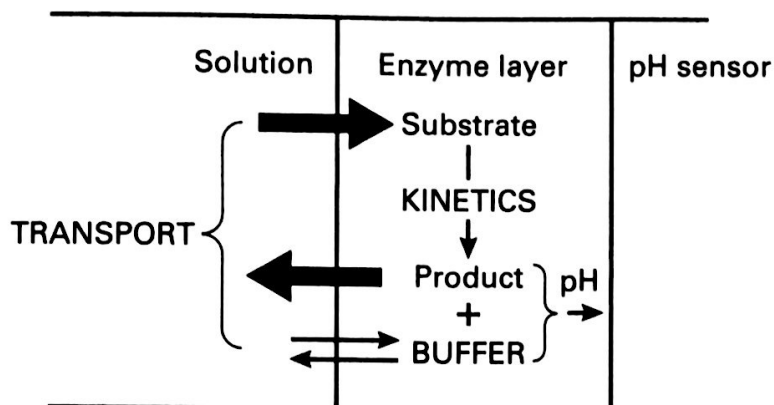 Solution Enzyme layer pH sensor
Substrate
KINETICS
TRANSPORT
Product pH
+
BUFFER